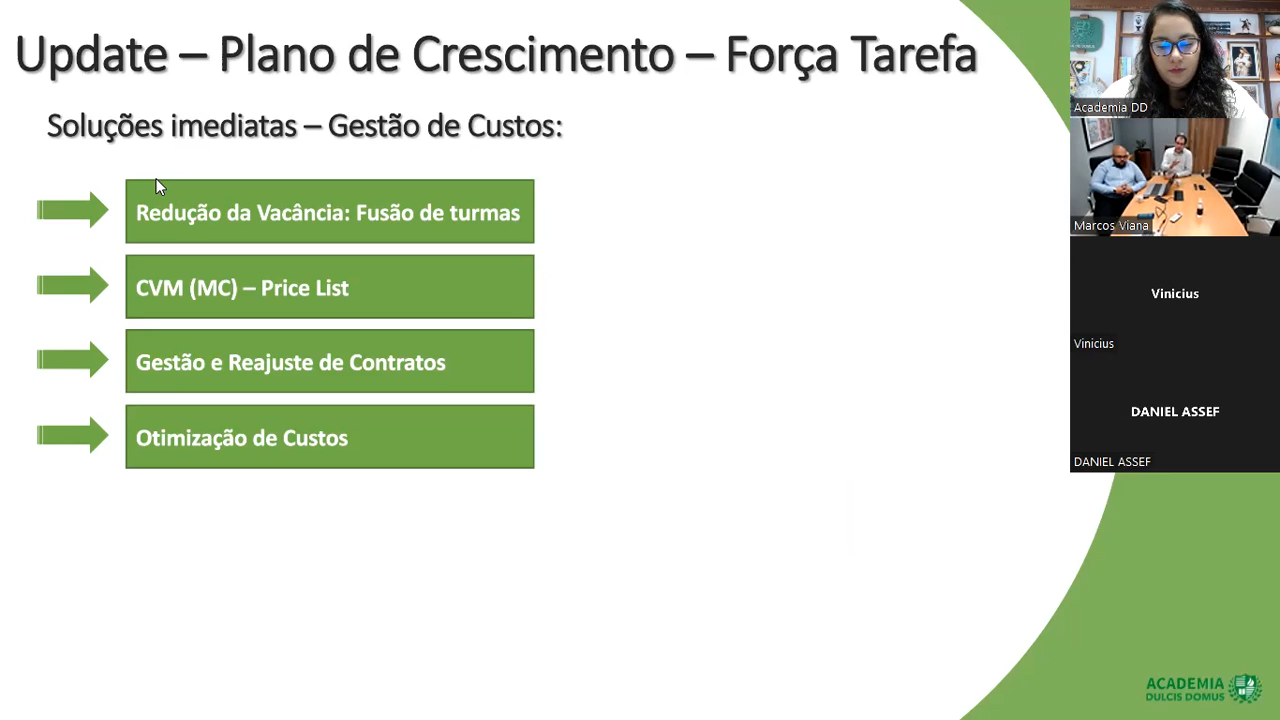 Update – Plano de Crescimento – Força Tarefa
Soluções imediatas – Gestão de Custos:
Redução da Vacância: Fusão de turmas
CVM (MC) – Price List
Gestão e Reajuste de Contratos
Otimização de Custos
Academia DD
Marcos Viana
Vinicius
Vinicius
DANIEL ASSEF
DANIEL ASSEF
ACADEMIA
DULCIS DOMUS